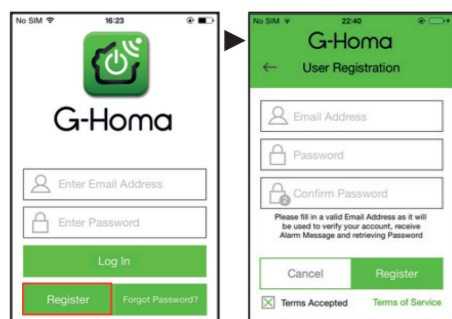 No SIM 16:23
G-Homa
Enter Email Address
Enter Password
Log In
Register Forgot Password?
No SIM 22:40
G-Homa
User Registration
Email Address
Password
2
Confirm Password
Please fill in a valid Email Address as it will
be used to verify your account, receive
Alarm Message and retrieving Password
Cancel Register
Terms Accepted Terms of Service